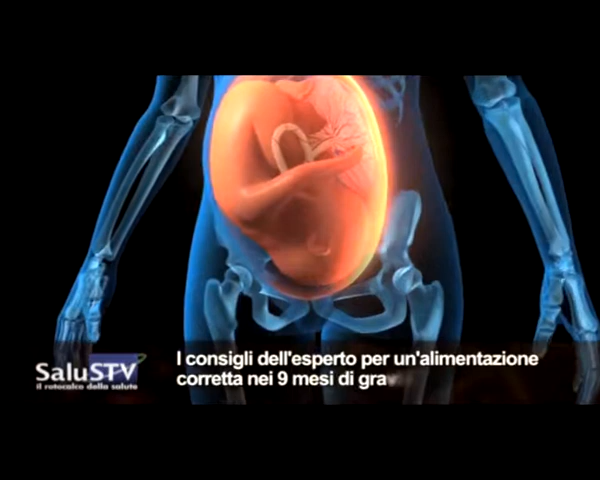 I consigli dell'esperto per un'alimentazione
corretta nei 9 mesi di gra
SaluSTV
il rotocalco della salute